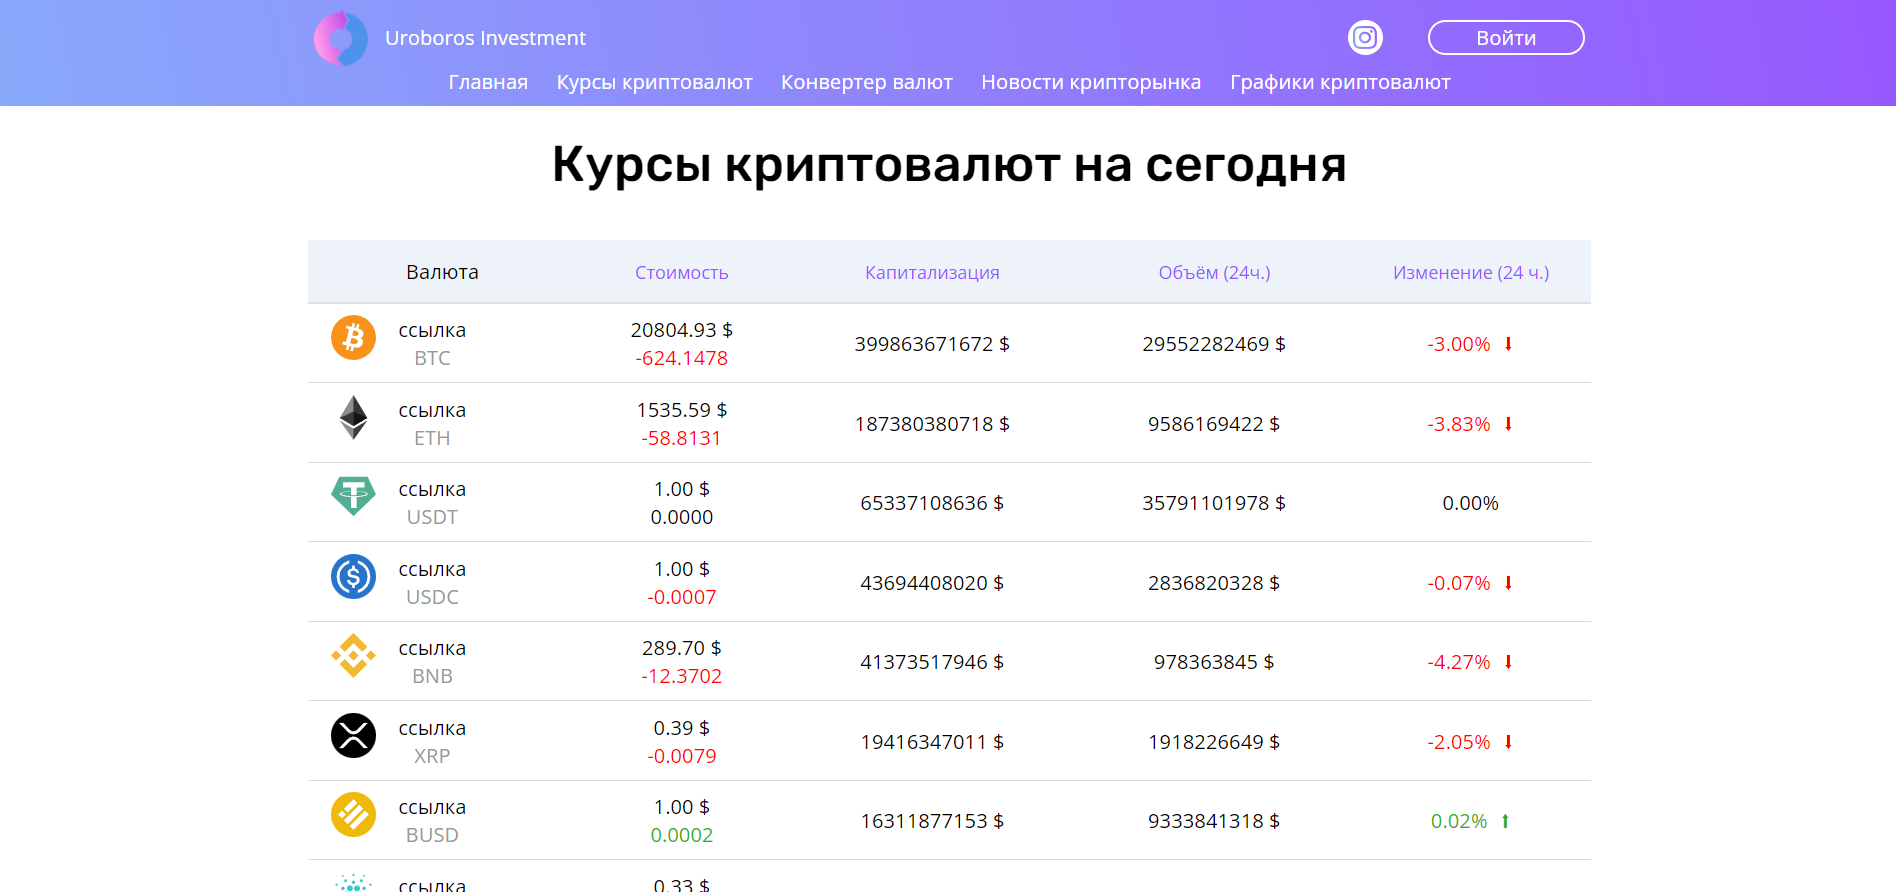 Uroboros Investment
Войти
Главная Курсы криптовалют Конвертер валют Новости крипторынка Графики криптовалют
Курсы криптовалют на сегодня
Валюта Стоимость Капитализация Объём (24ч.) Изменение (24 ч.)
ссылка 20804.93 $
399863671672 $ 29552282469 $ -3.00%
BTC -624.1478
ссылка 1535.59 $
187380380718 $ 9586169422 $ -3.83%
ETH -58.8131
ссылка 1.00 $
65337108636 $ 35791101978 $ 0.00%
USDT 0.0000
ссылка 1.00 $
43694408020 $ 2836820328 $ -0.07%
USDC -0.0007
ссылка 289.70 $
41373517946 $ 978363845 $ -4.27%
BNB -12.3702
ссылка 0.39 $
19416347011 $ 1918226649 $ -2.05%
XRP -0.0079
ссылка 1.00 $
16311877153 $ 9333841318 $ 0.02%
BUSD 0.0002
ссылка 0.33 $